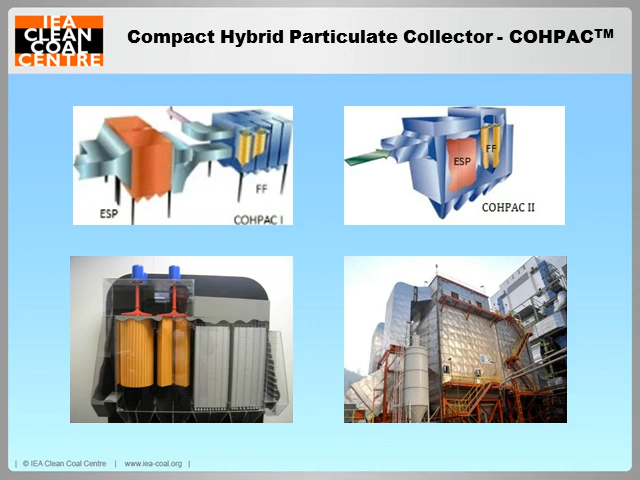 IEA
CLEAN
COAL
CENTRE
Compact Hybrid Particulate Collector - COHPAC™
ESP
FF
COHPAC I
ESP
FF
COHPAC II
| © IEA Clean Coal Centre | www.iea-coal.org |